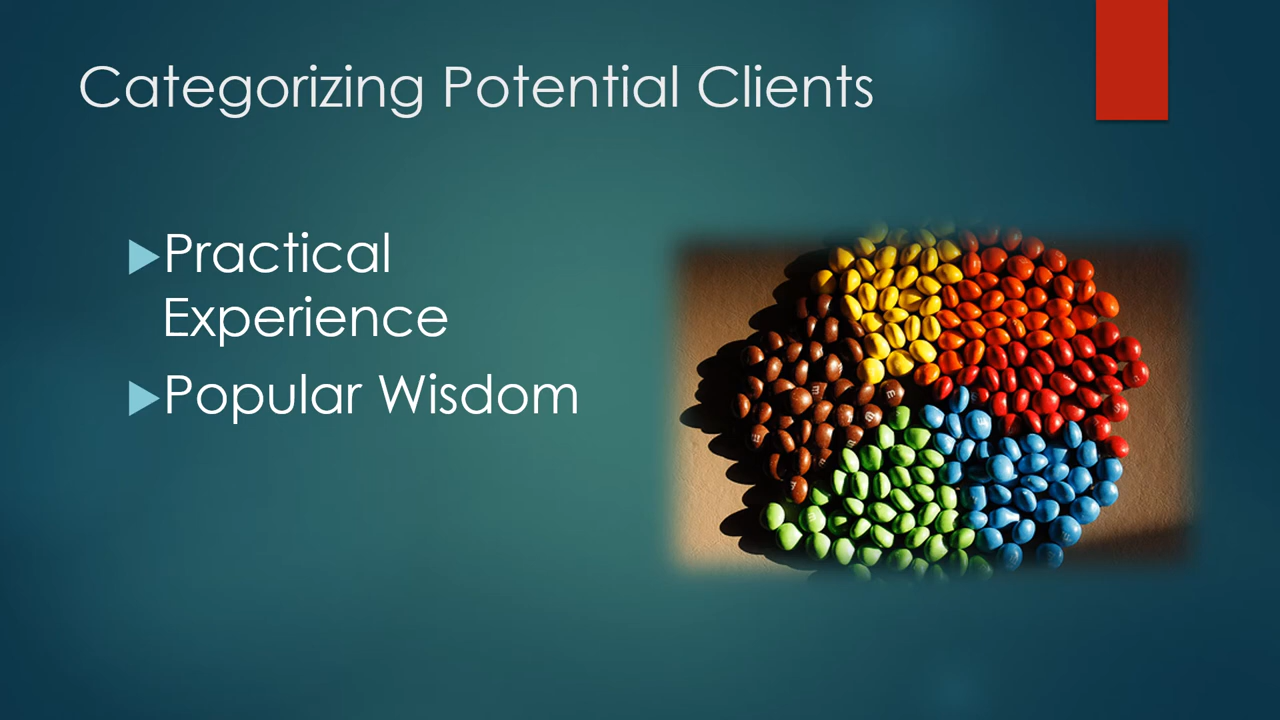 Categorizing Potential Clients
Practical
Experience
Popular Wisdom